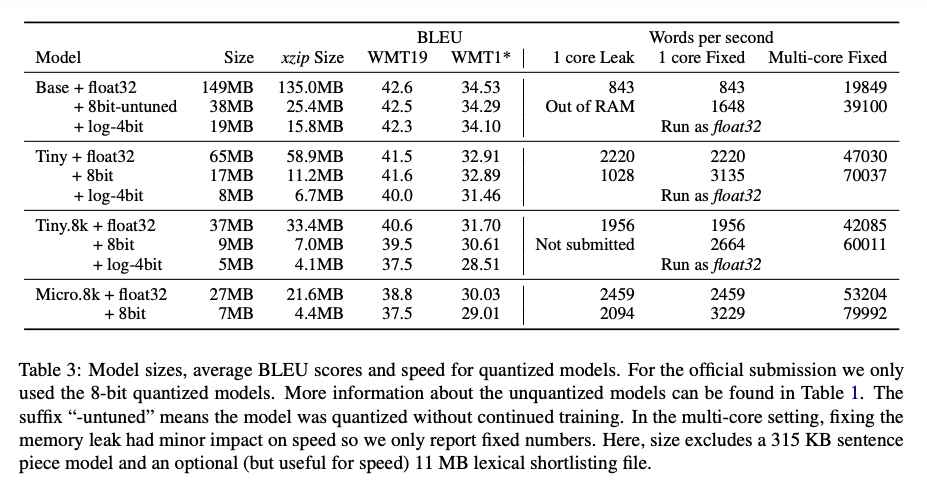 BLEU Words per second
Model Size xzip Size WMT19 WMT1* 1 core Leak 1 core Fixed Multi-core Fixed
Base + float32 149MB 135.0MB 42.6 34.53 843 843 19849
+ 8bit-untuned 38MB 25.4MB 42.5 34.29 Out of RAM 1648 39100
+ log-4bit 19MB 15.8MB 42.3 34.10 Run as float32
Tiny + float32 65MB 58.9MB 41.5 32.91 2220 2220 47030
+ 8bit 17MB 11.2MB 41.6 32.89 1028 3135 70037
+ log-4bit 8MB 6.7MB 40.0 31.46 Run as float32
Tiny.8k + float32 37MB 33.4MB 40.6 31.70 1956 1956 42085
+ 8bit 9MB 7.0MB 39.5 30.61 Not submitted 2664 60011
+ log-4bit 5MB 4.1MB 37.5 28.51 Run as float32
Micro.8k + float32 27MB 21.6MB 38.8 30.03 2459 2459 53204
+ 8bit 7MB 4.4MB 37.5 29.01 2094 3229 79992
Table 3: Model sizes, average BLEU scores and speed for quantized models. For the official submission we only
used the 8-bit quantized models. More information about the unquantized models can be found in Table 1. The
suffix “-untuned” means the model was quantized without continued training. In the multi-core setting, fixing the
memory leak had minor impact on speed so we only report fixed numbers. Here, size excludes a 315 KB sentence
piece model and an optional (but useful for speed) 11 MB lexical shortlisting file.